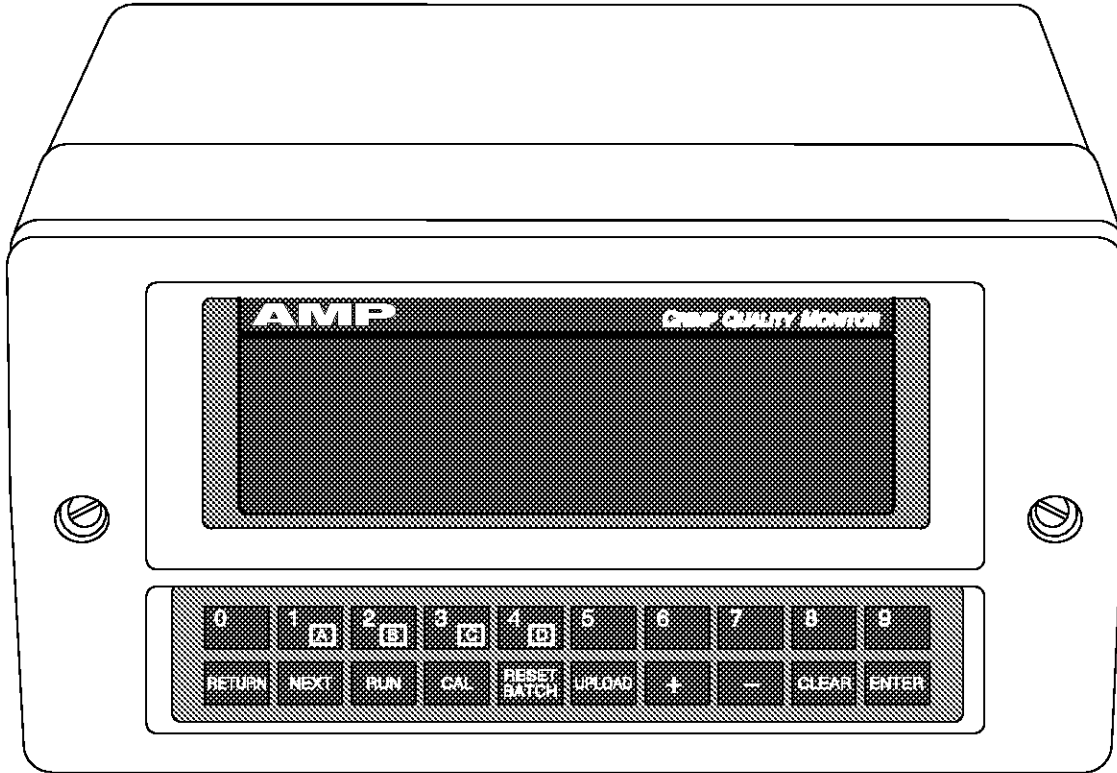 AMP CRIMP QUALITY MONITOR
0 1 A 2 B 3 C 4 D 5 6 7 8 9
RETURN NEXT RUN CAL RESET BATCH UPLOAD + - CLEAR ENTER